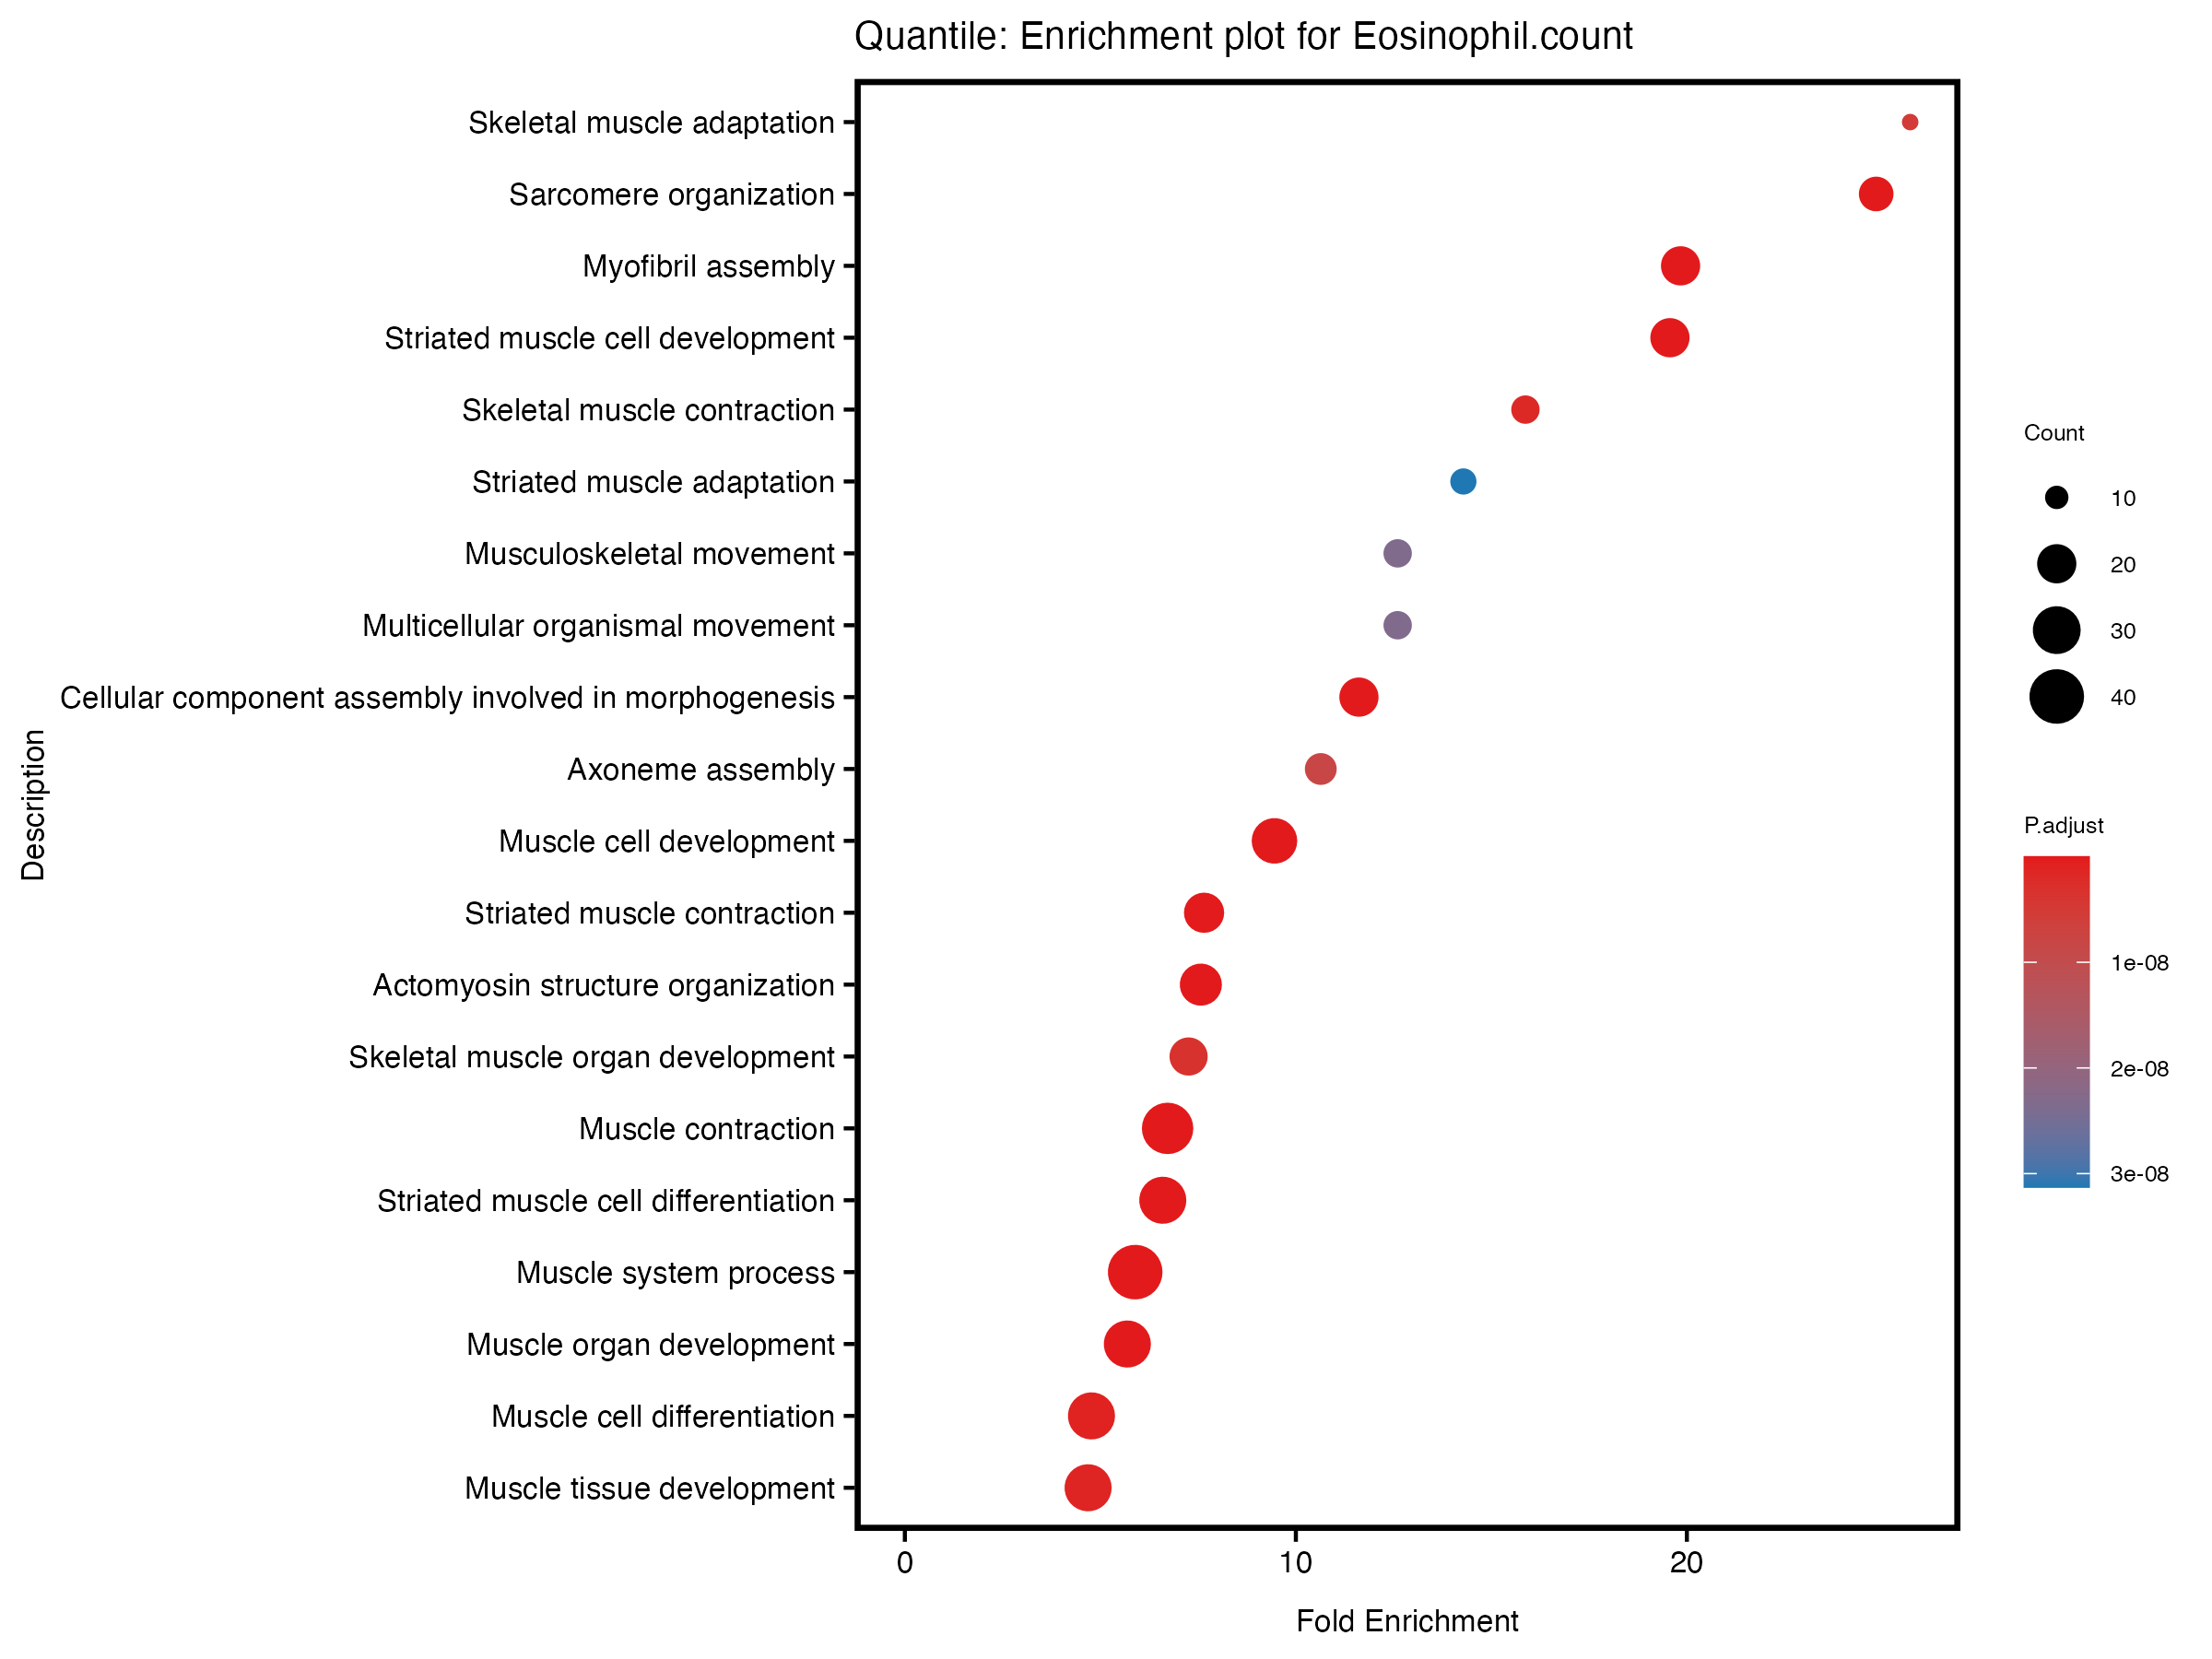 Quantile: Enrichment plot for Eosinophil.count
Skeletal muscle adaptation
Sarcomere organization
Myofibril assembly
Striated muscle cell development
Skeletal muscle contraction
Striated muscle adaptation
Musculoskeletal movement
Multicellular organismal movement
Cellular component assembly involved in morphogenesis
Axoneme assembly
Muscle cell development
Striated muscle contraction
Actomyosin structure organization
Skeletal muscle organ development
Muscle contraction
Striated muscle cell differentiation
Muscle system process
Muscle organ development
Muscle cell differentiation
Muscle tissue development
Description
0 10 20
Fold Enrichment
Count
10
20
30
40
P.adjust
1e-08
2e-08
3e-08